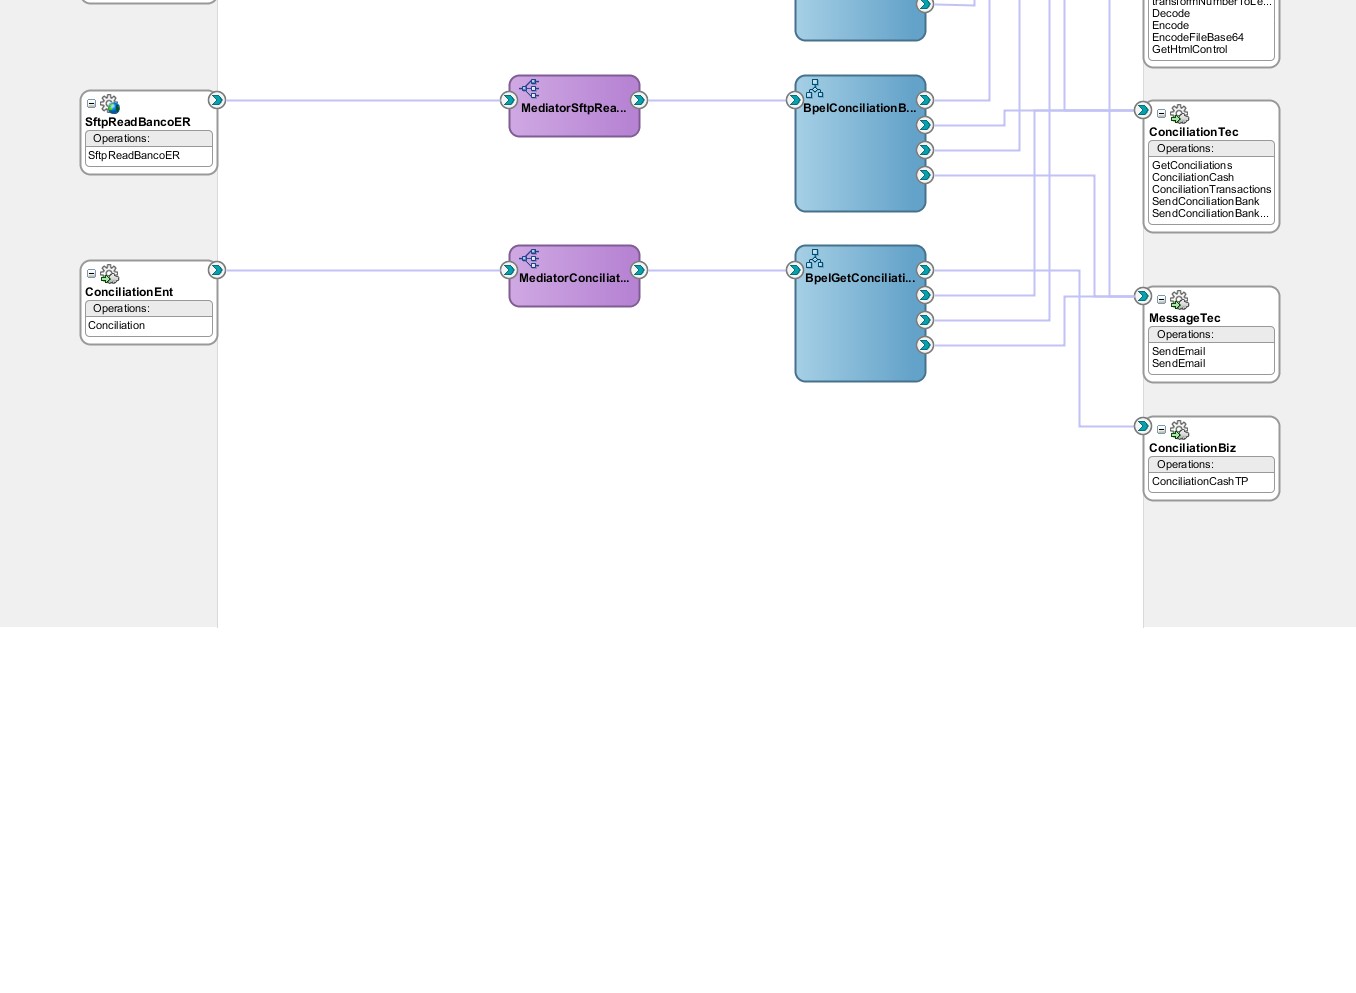 transformNumberToLe...
Decode
Encode
EncodeFileBase64
GetHtmlControl
SftpReadBancoER
Operations:
SftpReadBancoER
MediatorSftpRea...
BpelConciliationB...
ConciliationTec
Operations:
GetConciliations
ConciliationCash
ConciliationTransactions
SendConciliationBank
SendConciliationBank...
ConciliationEnt
Operations:
Conciliation
MediatorConciliat...
BpelGetConciliati...
MessageTec
Operations:
SendEmail
SendEmail
ConciliationBiz
Operations:
ConciliationCashTP